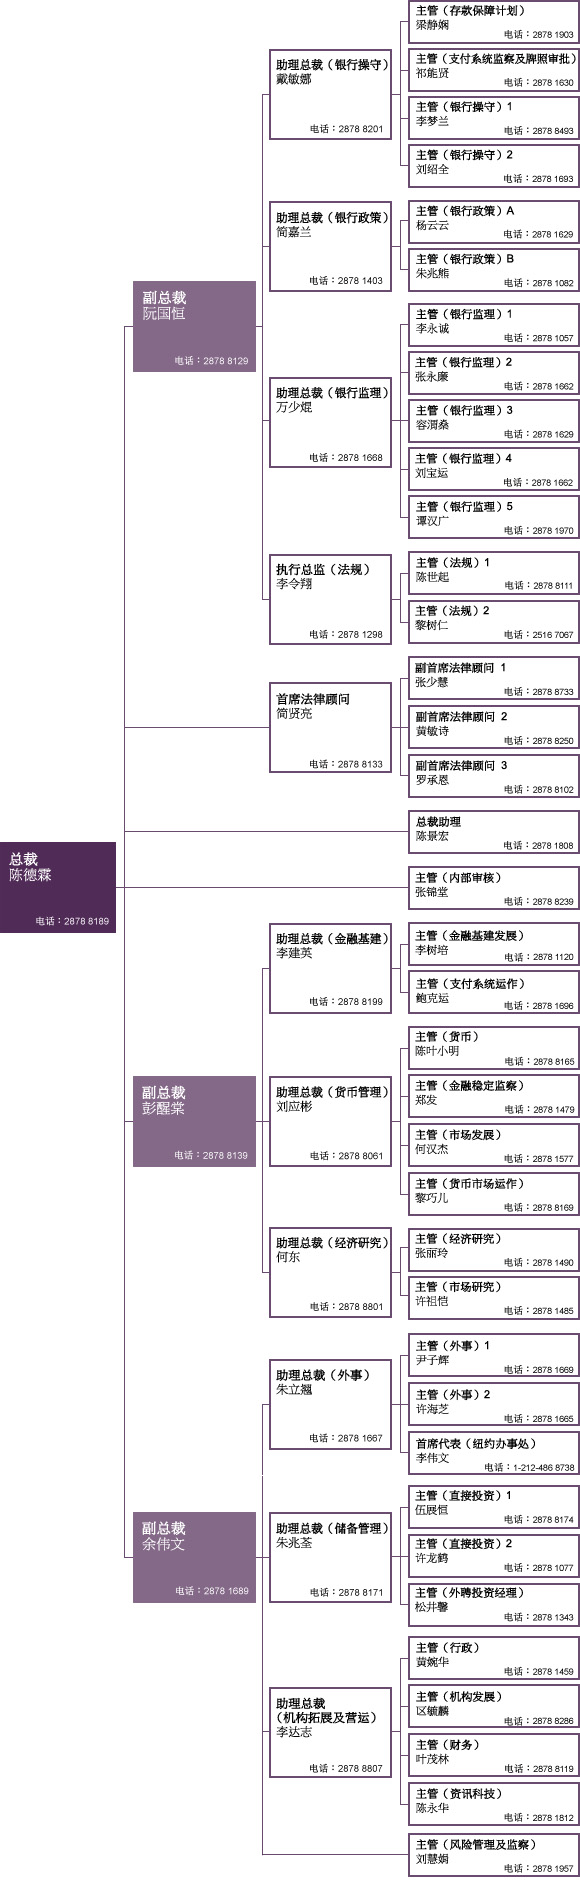 总裁
陈德霖
电话：2878 8189
副总裁
阮国恒
电话：2878 8129
助理总裁（银行操守）
戴敏娜
电话：2878 8201
主管（存款保障计划）
梁静娴
电话：2878 1903
主管（支付系统监察及牌照审批）
祁能贤
电话：2878 1630
主管（银行操守）1
李梦兰
电话：2878 8493
主管（银行操守）2
刘绍全
电话：2878 1693
助理总裁（银行政策）
简嘉兰
电话：2878 1403
主管（银行政策）A
杨云云
电话：2878 1629
主管（银行政策）B
朱兆熊
电话：2878 1082
助理总裁（银行监理）
万少焜
电话：2878 1668
主管（银行监理）1
李永诚
电话：2878 1057
主管（银行监理）2
张永廉
电话：2878 1662
主管（银行监理）3
容渭燊
电话：2878 1629
主管（银行监理）4
刘宝运
电话：2878 1662
主管（银行监理）5
谭汉广
电话：2878 1970
执行总监（法规）
李令翔
电话：2878 1298
主管（法规）1
陈世起
电话：2878 8111
主管（法规）2
黎树仁
电话：2516 7067
首席法律顾问
简贤亮
电话：2878 8133
副首席法律顾问 1
张少慧
电话：2878 8733
副首席法律顾问 2
黄敏诗
电话：2878 8250
副首席法律顾问 3
罗承恩
电话：2878 8102
总裁助理
陈景宏
电话：2878 1808
主管（内部审核）
张锦堂
电话：2878 8239
副总裁
彭醒棠
电话：2878 8139
助理总裁（金融基建）
李建英
电话：2878 8199
主管（金融基建发展）
李树培
电话：2878 1120
主管（支付系统运作）
鲍克运
电话：2878 1696
助理总裁（货币管理）
刘应彬
电话：2878 8061
主管（货币）
陈叶小明
电话：2878 8165
主管（金融稳定监察）
郑发
电话：2878 1479
主管（市场发展）
何汉杰
电话：2878 1577
主管（货币市场运作）
黎巧儿
电话：2878 8169
助理总裁（经济研究）
何东
电话：2878 8801
主管（经济研究）
张丽玲
电话：2878 1490
主管（市场研究）
许祖恺
电话：2878 1485
副总裁
余伟文
电话：2878 1689
助理总裁（外事）
朱立翘
电话：2878 1667
主管（外事）1
尹子辉
电话：2878 1669
主管（外事）2
许海芝
电话：2878 1665
首席代表（纽约办事处）
李伟文
电话：1-212-486 8738
助理总裁（储备管理）
朱兆荃
电话：2878 8171
主管（直接投资）1
伍展恒
电话：2878 8174
主管（直接投资）2
许龙鹤
电话：2878 1077
主管（外聘投资经理）
松井馨
电话：2878 1343
助理总裁
（机构拓展及营运）
李达志
电话：2878 8807
主管（行政）
黄婉华
电话：2878 1459
主管（机构发展）
区毓麟
电话：2878 8286
主管（财务）
叶茂林
电话：2878 8119
主管（资讯科技）
陈永华
电话：2878 1812
主管（风险管理及监察）
刘慧娟
电话：2878 1957